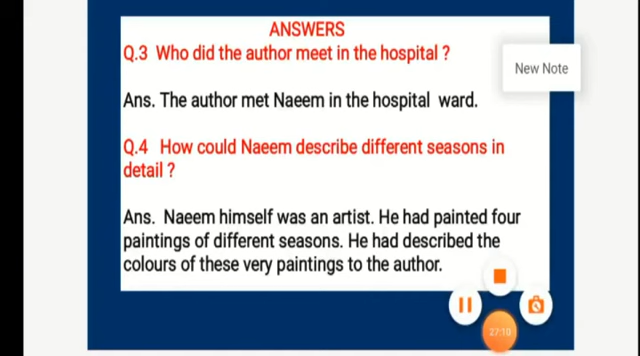 ANSWERS
Q.3 Who did the author meet in the hospital ?
New Note
Ans. The author met Naeem in the hospital ward.
Q.4 How could Naeem describe different seasons in
detail ?
Ans. Naeem himself was an artist. He had painted four
paintings of different seasons. He had described the
colours of these very paintings to the author.
27:10